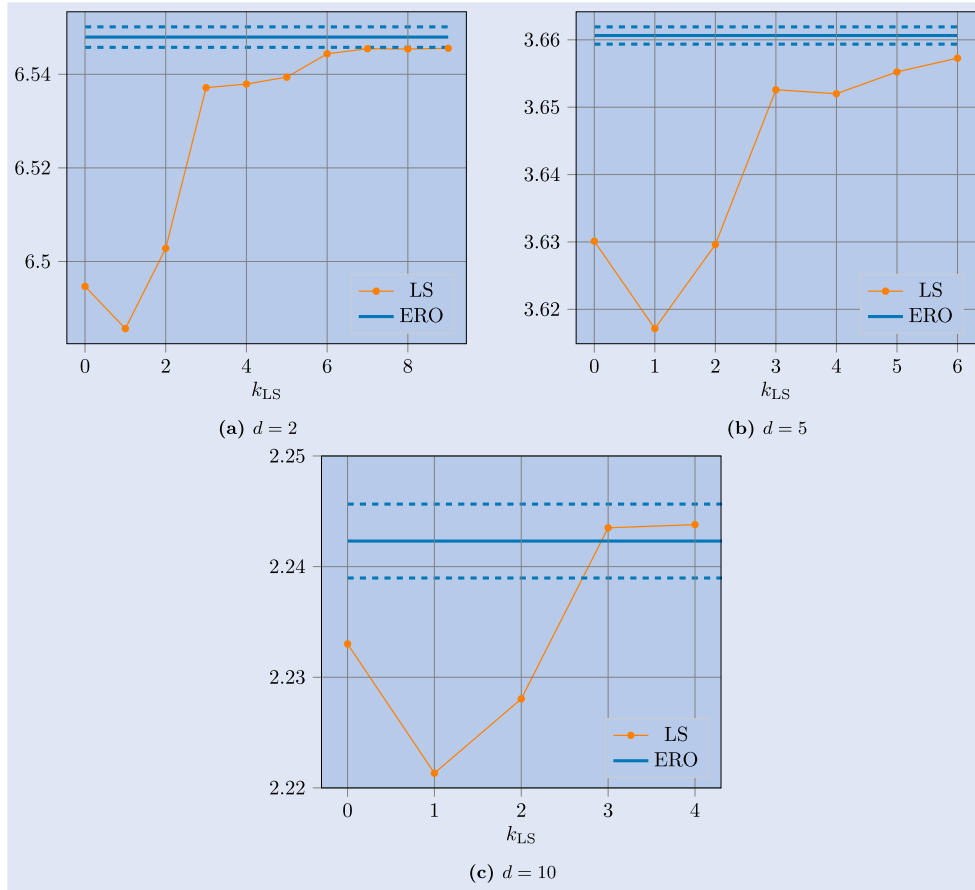 6.54
6.52
6.5
LS
ERO
0 2 4 6 8
k_LS
(a) d = 2
3.66
3.65
3.64
3.63
3.62
LS
ERO
0 1 2 3 4 5 6
k_LS
(b) d = 5
2.25
2.24
2.23
2.22
LS
ERO
0 1 2 3 4
k_LS
(c) d = 10